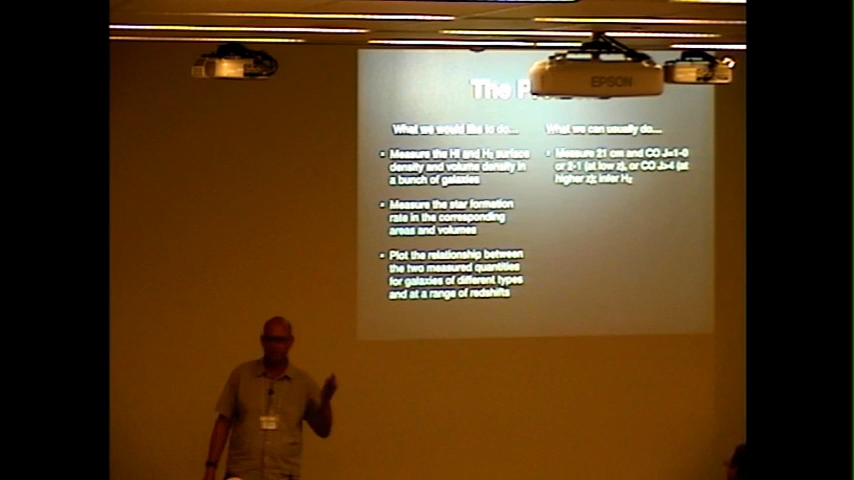 The
EPSON
What we would like to do...
• Measure the HI and H₂ surface
density and volume density in
a bunch of galaxies
• Measure the star formation
rate in the corresponding
areas and volumes
• Plot the relationship between
the two measured quantities
for galaxies of different types
and at a range of redshifts
What we can usually do...
• Measure 21 cm and CO J=1-0
or 2-1 (at low z), or CO J>4 (at
higher z); infer H₂